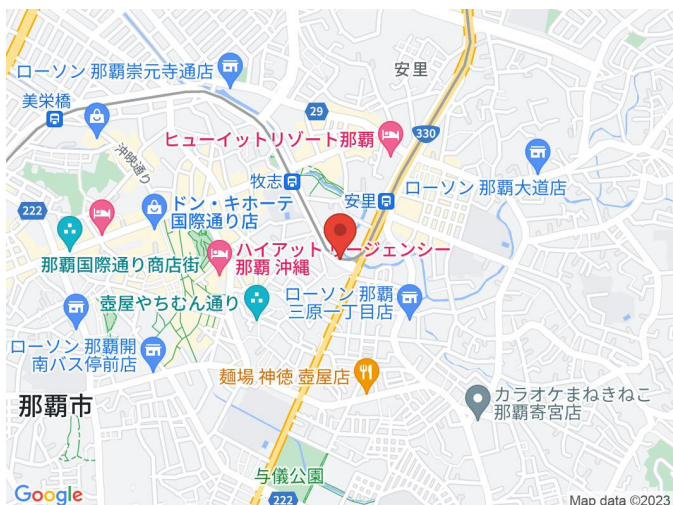 ローソン 那覇崇元寺通店
安里
美栄橋
29
ヒューイットリゾート那覇
330
沖映通り
牧志
安里
ローソン 那覇大道店
222
ドン・キホーテ
国際通り店
那覇国際通り商店街
ハイアット リージェンシー
那覇 沖縄
壺屋やちむん通り
ローソン 那覇
三原一丁目店
ローソン 那覇開
南バス停前店
麺場 神徳 壺屋店
カラオケまねきねこ
那覇寄宮店
那覇市
与儀公園
222
Google
Map data ©2023